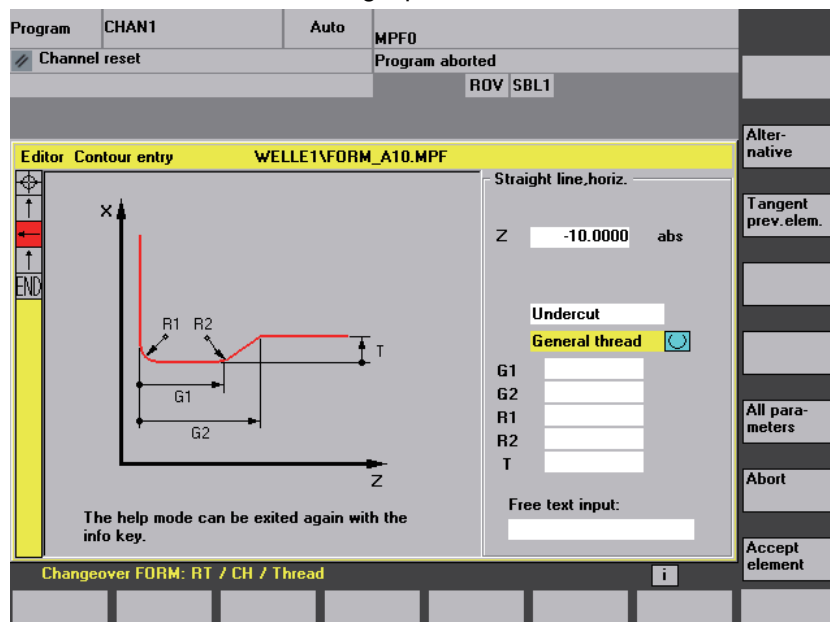 Program
CHAN1
Auto
MPF0
Channel reset
Program aborted
ROV SBL1
Editor Contour entry WELLE1\FORM_A10.MPF
END
X
R1 R2
T
G1
G2
Z
The help mode can be exited again with the
info key.
Straight line,horiz.
Z -10.0000 abs
Undercut
General thread
G1
G2
R1
R2
T
Free text input:
Changeover FORM: RT / CH / Thread
i
Alter-
native
Tangent
prev.elem.
All para-
meters
Abort
Accept
element